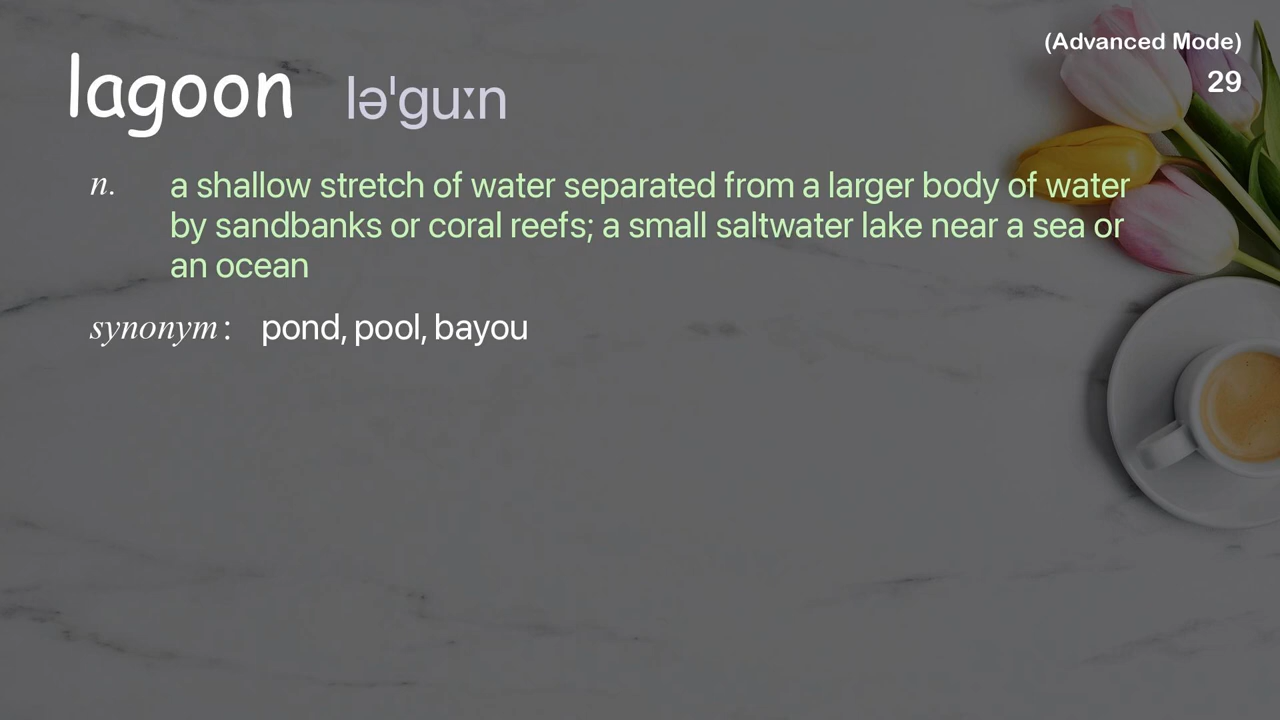 (Advanced Mode)
29
lagoon ləˈɡuːn
n. a shallow stretch of water separated from a larger body of water
by sandbanks or coral reefs; a small saltwater lake near a sea or
an ocean
synonym : pond, pool, bayou